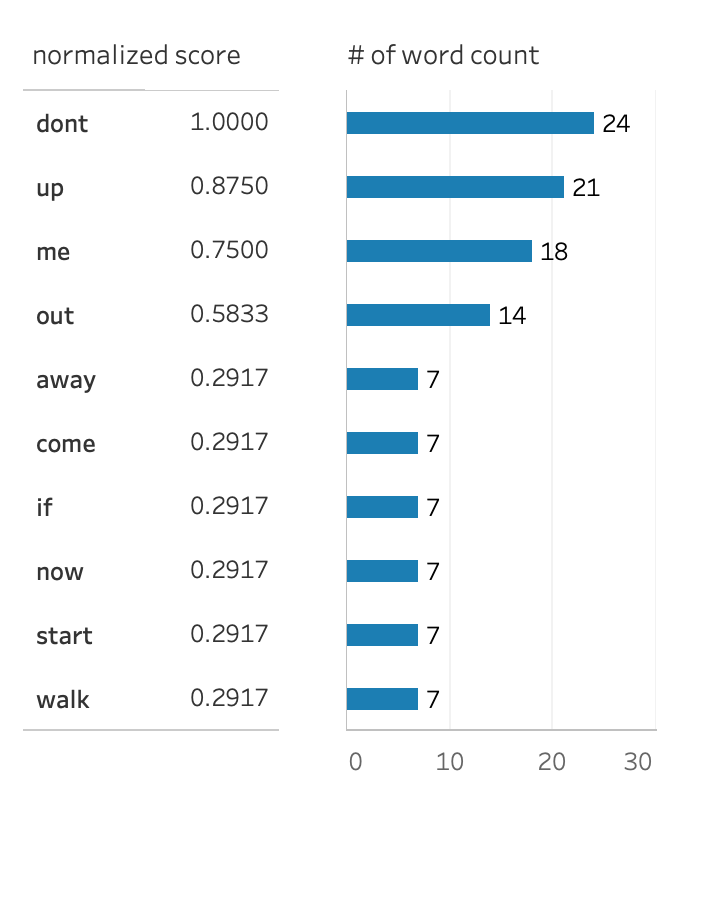 normalized score # of word count
dont 1.0000 24
up 0.8750 21
me 0.7500 18
out 0.5833 14
away 0.2917 7
come 0.2917 7
if 0.2917 7
now 0.2917 7
start 0.2917 7
walk 0.2917 7
0 10 20 30